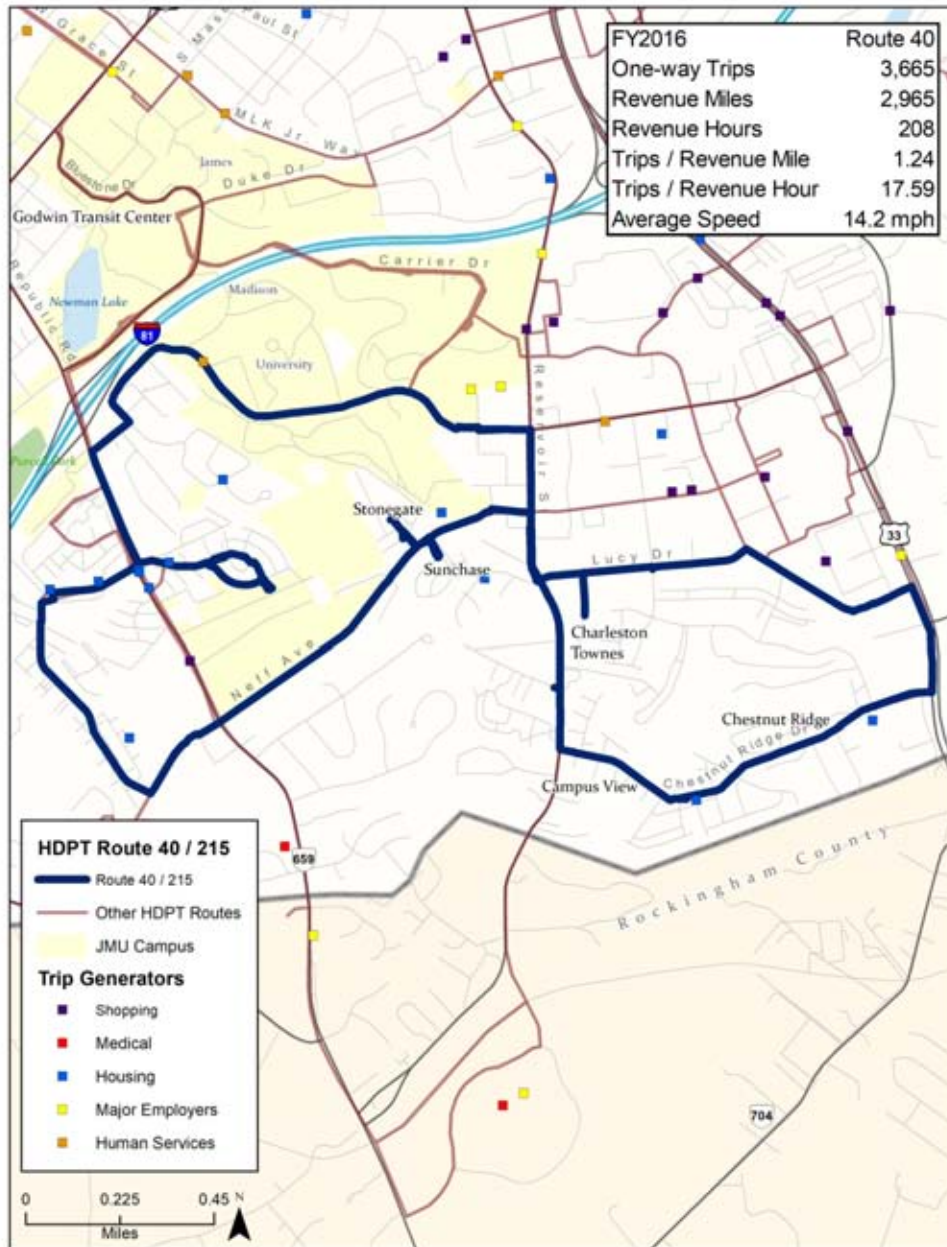 Paul St
W Grace St
S Mas
MLK Jr. Way
James
Duke Dr
Bluestone Dr
Godwin Transit Center
Carrier Dr
Newman Lake
Madison
Republic Rd
81
University
FY2016 Route 40
One-way Trips 3,665
Revenue Miles 2,965
Revenue Hours 208
Trips / Revenue Mile 1.24
Trips / Revenue Hour 17.59
Average Speed 14.2 mph
Reservoir S
Stonegate
Sunchase
Lucy Dr
33
Charleston
Townes
Neff Ave
Chestnut Ridge
Chestnut Ridge Dr
Campus View
Rockingham County
659
704
HDPT Route 40 / 215
Route 40 / 215
Other HDPT Routes
JMU Campus
Trip Generators
Shopping
Medical
Housing
Major Employers
Human Services
0 0.225 0.45 N
Miles